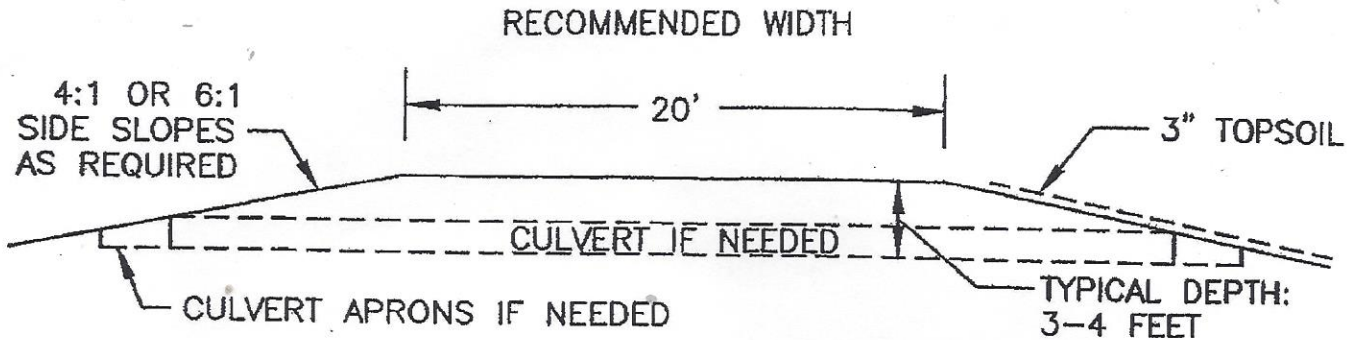 RECOMMENDED WIDTH
4:1 OR 6:1
SIDE SLOPES
AS REQUIRED
20'
3" TOPSOIL
CULVERT IF NEEDED
CULVERT APRONS IF NEEDED
TYPICAL DEPTH:
3-4 FEET